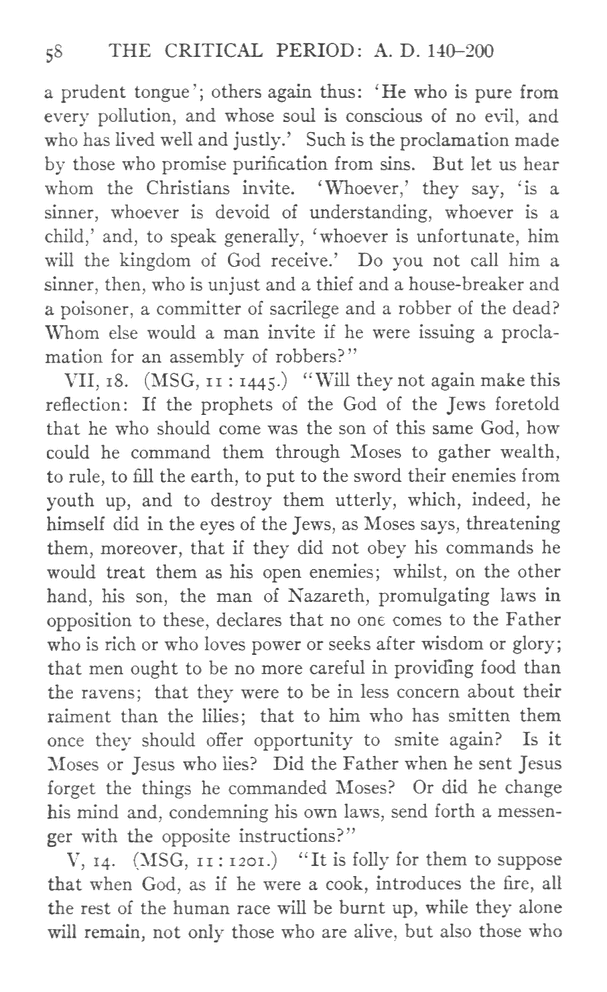 58 THE CRITICAL PERIOD: A. D. 140–200
a prudent tongue’; others again thus: ‘He who is pure from
every pollution, and whose soul is conscious of no evil, and
who has lived well and justly.’ Such is the proclamation made
by those who promise purification from sins. But let us hear
whom the Christians invite. ‘Whoever,’ they say, ‘is a
sinner, whoever is devoid of understanding, whoever is a
child,’ and, to speak generally, ‘whoever is unfortunate, him
will the kingdom of God receive.’ Do you not call him a
sinner, then, who is unjust and a thief and a house-breaker and
a poisoner, a committer of sacrilege and a robber of the dead?
Whom else would a man invite if he were issuing a procla-
mation for an assembly of robbers?”
VII, 18. (MSG, 11 : 1445.) “Will they not again make this
reflection: If the prophets of the God of the Jews foretold
that he who should come was the son of this same God, how
could he command them through Moses to gather wealth,
to rule, to fill the earth, to put to the sword their enemies from
youth up, and to destroy them utterly, which, indeed, he
himself did in the eyes of the Jews, as Moses says, threatening
them, moreover, that if they did not obey his commands he
would treat them as his open enemies; whilst, on the other
hand, his son, the man of Nazareth, promulgating laws in
opposition to these, declares that no one comes to the Father
who is rich or who loves power or seeks after wisdom or glory;
that men ought to be no more careful in providing food than
the ravens; that they were to be in less concern about their
raiment than the lilies; that to him who has smitten them
once they should offer opportunity to smite again? Is it
Moses or Jesus who lies? Did the Father when he sent Jesus
forget the things he commanded Moses? Or did he change
his mind and, condemning his own laws, send forth a messen-
ger with the opposite instructions?”
V, 14. (MSG, 11 : 1201.) “It is folly for them to suppose
that when God, as if he were a cook, introduces the fire, all
the rest of the human race will be burnt up, while they alone
will remain, not only those who are alive, but also those who